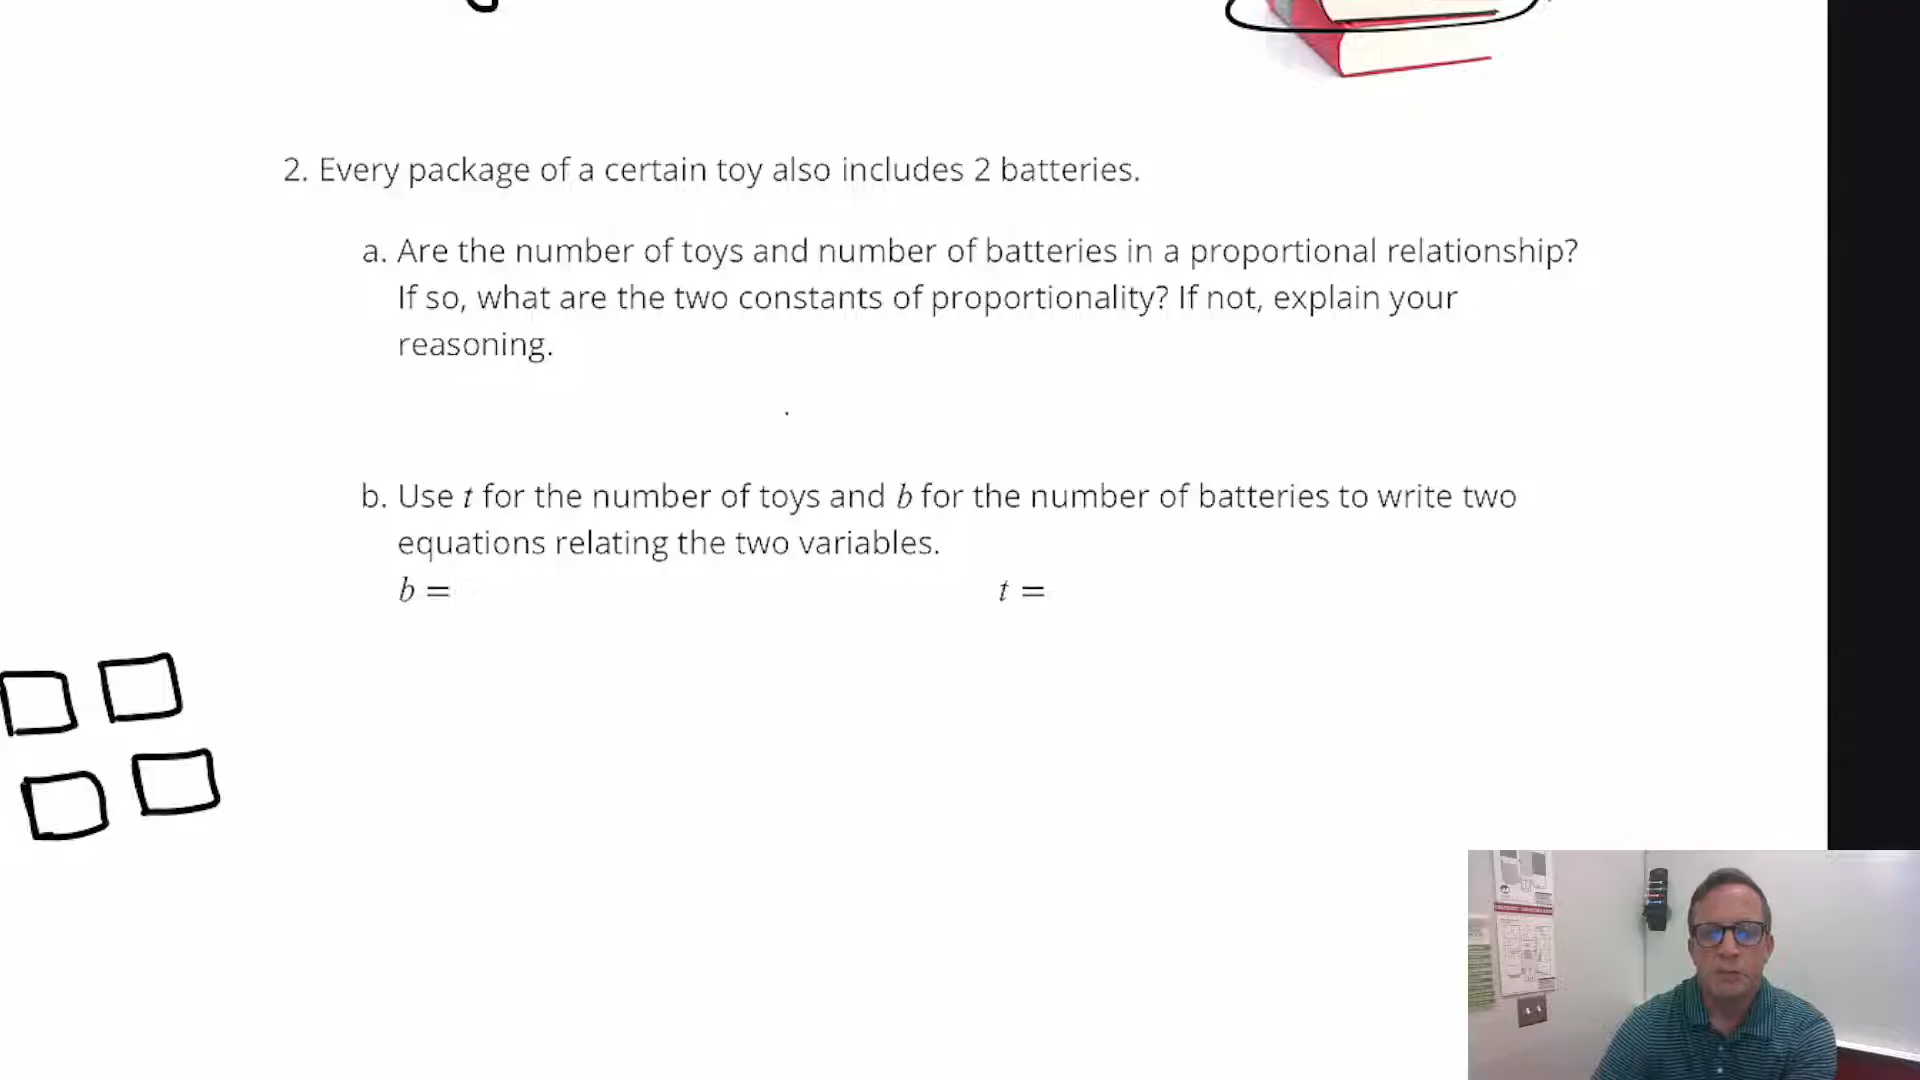 2. Every package of a certain toy also includes 2 batteries.
a. Are the number of toys and number of batteries in a proportional relationship?
If so, what are the two constants of proportionality? If not, explain your
reasoning.
b. Use t for the number of toys and b for the number of batteries to write two
equations relating the two variables.
b =
t =